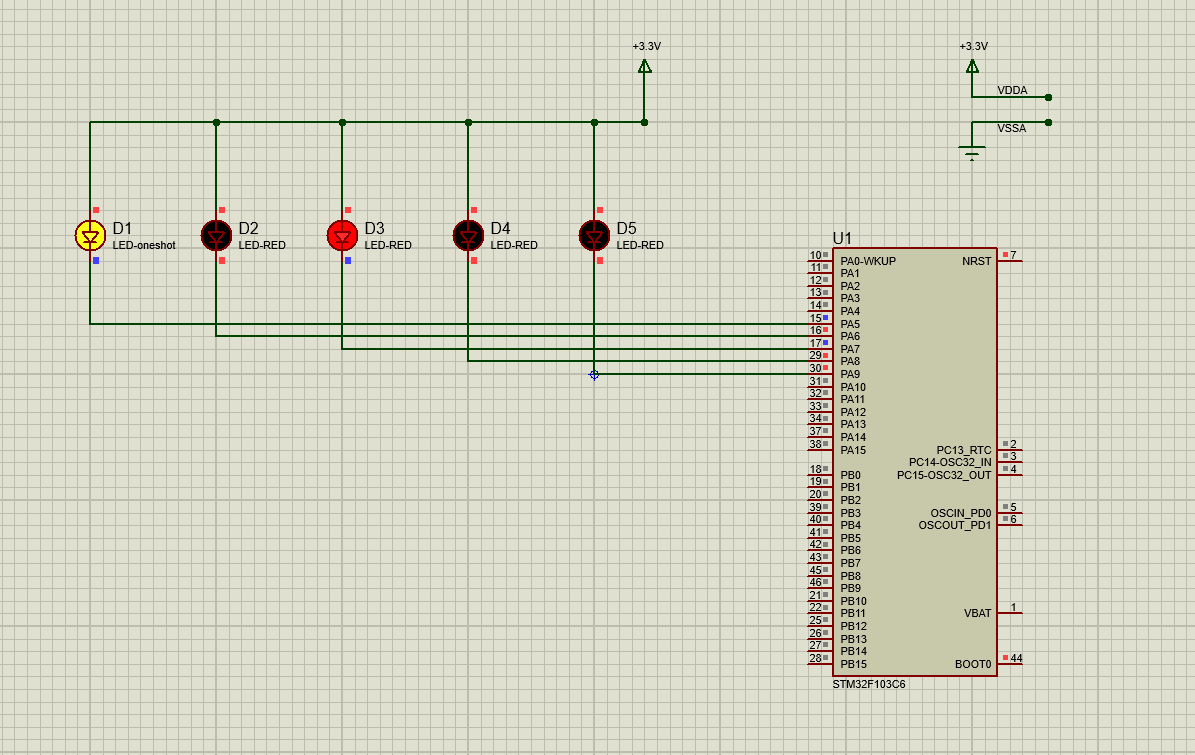 +3.3V
+3.3V
VDDA
VSSA
D1
LED-oneshot
D2
LED-RED
D3
LED-RED
D4
LED-RED
D5
LED-RED
U1
10 PA0-WKUP
11 PA1
12 PA2
13 PA3
14 PA4
15 PA5
16 PA6
17 PA7
29 PA8
30 PA9
31 PA10
32 PA11
33 PA12
34 PA13
37 PA14
38 PA15
18 PB0
19 PB1
20 PB2
39 PB3
40 PB4
41 PB5
42 PB6
43 PB7
45 PB8
46 PB9
21 PB10
22 PB11
25 PB12
26 PB13
27 PB14
28 PB15
NRST 7
PC13_RTC 2
PC14-OSC32_IN 3
PC15-OSC32_OUT 4
OSCIN_PD0 5
OSCOUT_PD1 6
VBAT 1
BOOT0 44
STM32F103C6